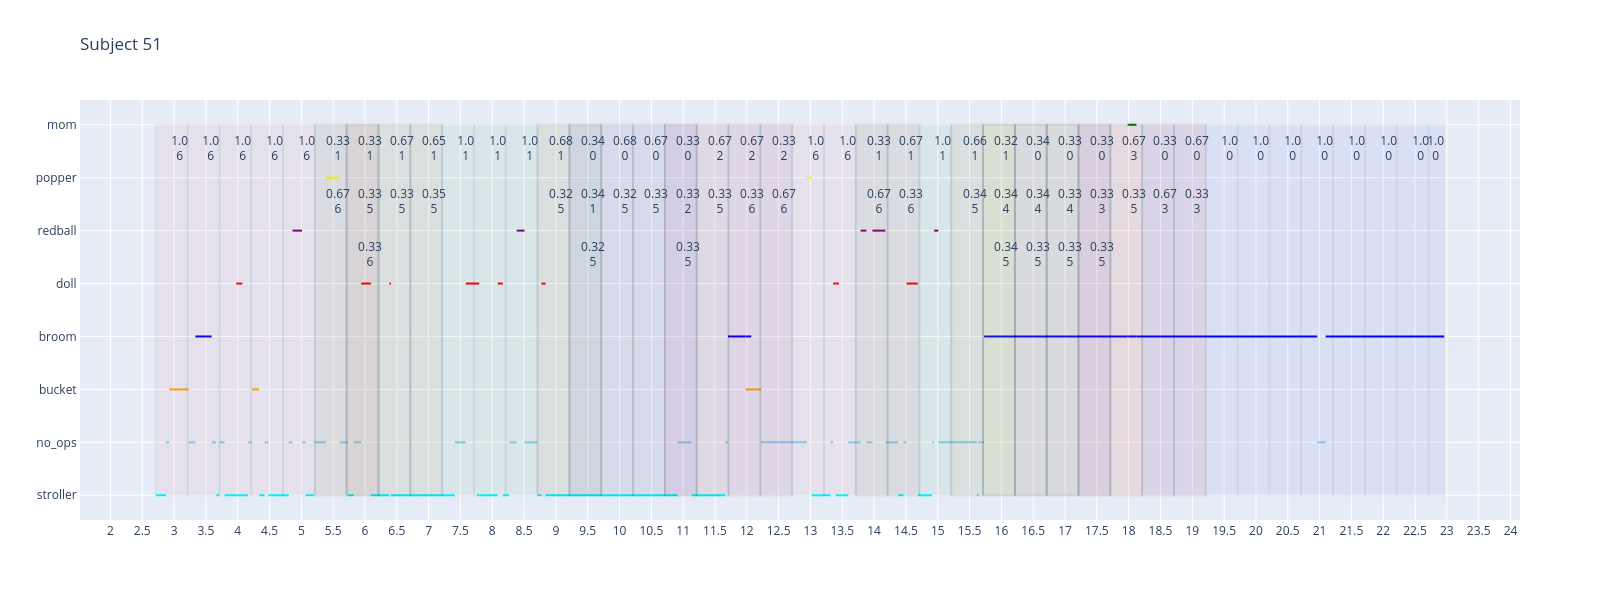 Subject 51
mom
1.0 1.0 1.0 1.0 1.0 0.33 0.33 0.67 0.65 1.0 1.0 1.0 0.68 0.34 0.68 0.67 0.33 0.67 0.67 0.33 1.0 1.0 0.33 0.67 1.0 0.66 0.32 0.34 0.33 0.33 0.67 0.33 0.67 1.0 1.0 1.0 1.0 1.0 1.0 1.0 1.0
6 6 6 6 6 1 1 1 1 1 1 1 1 0 0 0 0 2 2 2 6 6 1 1 1 1 1 0 0 0 3 0 0 0 0 0 0 0 0 0 0
popper
0.67 0.33 0.33 0.35 0.32 0.34 0.32 0.33 0.33 0.33 0.33 0.67 0.67 0.33 0.34 0.34 0.34 0.33 0.33 0.33 0.67 0.33
6 5 5 5 5 1 5 5 2 5 6 6 6 6 5 4 4 4 3 5 3 3
redball
0.33 0.32 0.33 0.34 0.33 0.33 0.33
6 5 5 5 5 5 5
doll
broom
bucket
no_ops
stroller
2 2.5 3 3.5 4 4.5 5 5.5 6 6.5 7 7.5 8 8.5 9 9.5 10 10.5 11 11.5 12 12.5 13 13.5 14 14.5 15 15.5 16 16.5 17 17.5 18 18.5 19 19.5 20 20.5 21 21.5 22 22.5 23 23.5 24